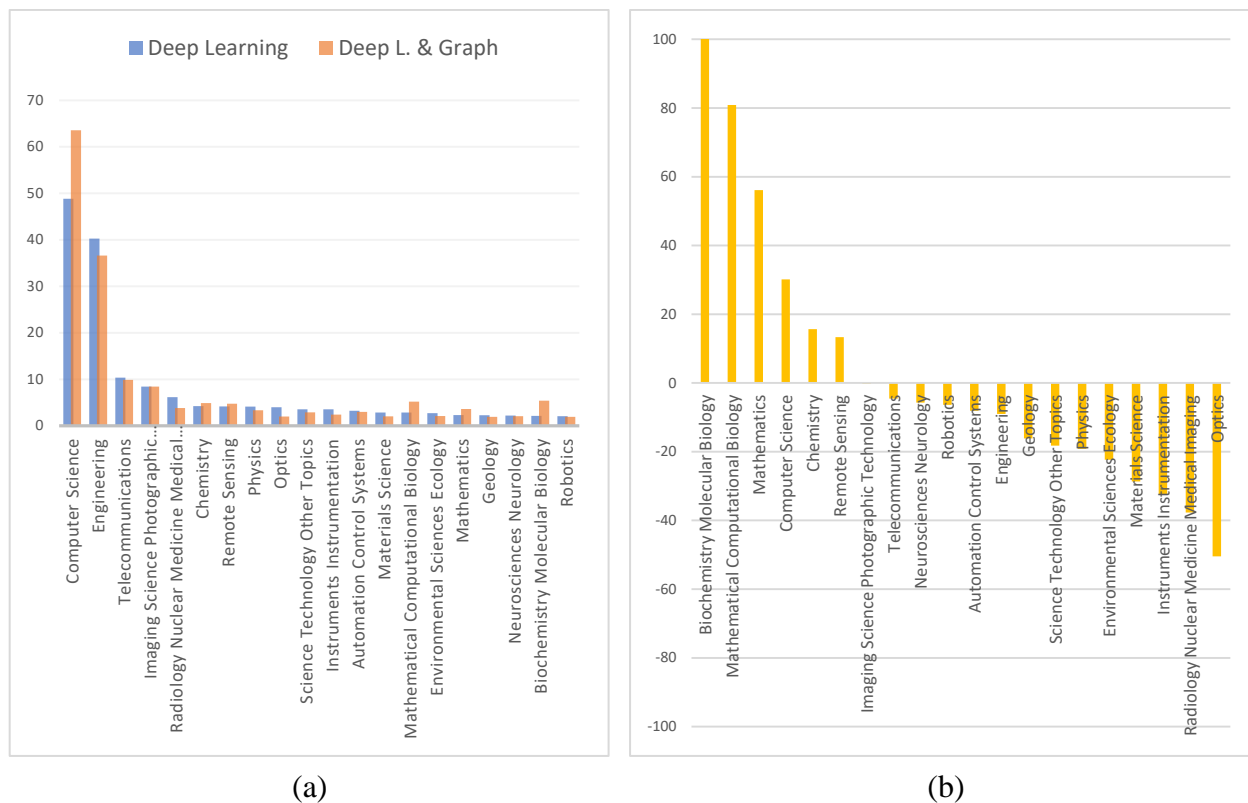 Deep Learning Deep L. & Graph
70
60
50
40
30
20
10
0
Computer Science
Engineering
Telecommunications
Imaging Science Photographic…
Radiology Nuclear Medicine Medical…
Chemistry
Remote Sensing
Physics
Optics
Science Technology Other Topics
Instruments Instrumentation
Automation Control Systems
Materials Science
Mathematical Computational Biology
Environmental Sciences Ecology
Mathematics
Geology
Neurosciences Neurology
Biochemistry Molecular Biology
Robotics
(a)
100
80
60
40
20
0
-20
-40
-60
-80
-100
Biochemistry Molecular Biology
Mathematical Computational Biology
Mathematics
Computer Science
Chemistry
Remote Sensing
Imaging Science Photographic Technology
Telecommunications
Neurosciences Neurology
Robotics
Automation Control Systems
Engineering
Geology
Science Technology Other Topics
Physics
Environmental Sciences Ecology
Materials Science
Instruments Instrumentation
Radiology Nuclear Medicine Medical Imaging
Optics
(b)